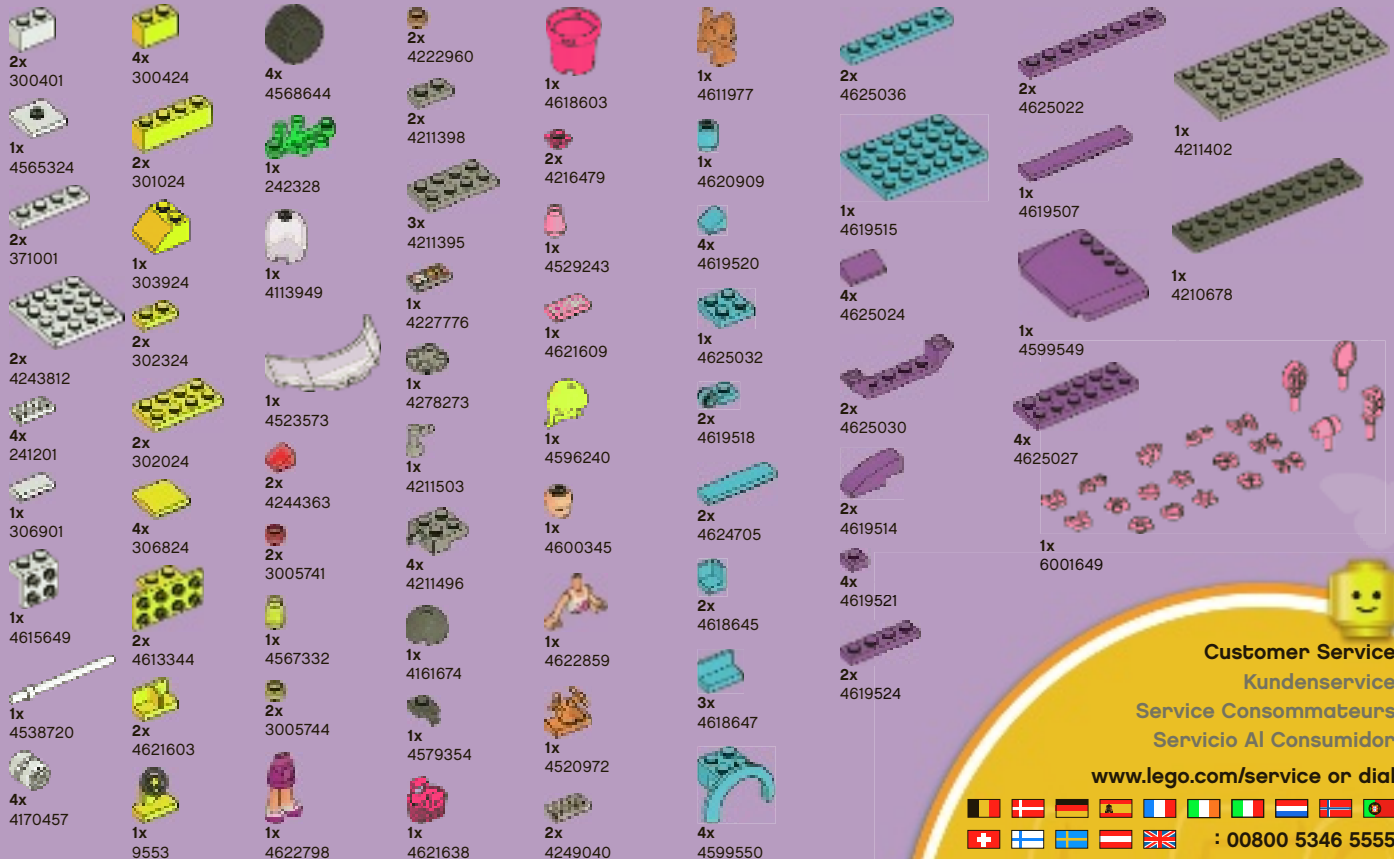 2x
300401
1x
4565324
2x
371001
2x
4243812
4x
241201
1x
306901
1x
4615649
1x
4538720
4x
4170457
4x
300424
2x
301024
1x
303924
2x
302324
2x
302024
4x
306824
2x
4613344
2x
4621603
1x
9553
4x
4568644
1x
242328
1x
4113949
1x
4523573
2x
4244363
2x
3005741
1x
4567332
2x
3005744
1x
4622798
2x
4222960
2x
4211398
3x
4211395
1x
4227776
1x
4278273
1x
4211503
4x
4211496
1x
4161674
1x
4579354
1x
4621638
1x
4618603
2x
4216479
1x
4529243
1x
4621609
1x
4596240
1x
4600345
1x
4622859
1x
4520972
2x
4249040
1x
4611977
1x
4620909
4x
4619520
1x
4625032
2x
4619518
2x
4624705
2x
4618645
3x
4618647
4x
4599550
2x
4625036
1x
4619515
4x
4625024
2x
4625030
2x
4619514
4x
4619521
2x
4619524
2x
4625022
1x
4619507
1x
4599549
4x
4625027
1x
6001649
1x
4211402
1x
4210678
Customer Service
Kundenservice
Service Consommateurs
Servicio Al Consumidor
www.lego.com/service or dial
: 00800 5346 5555